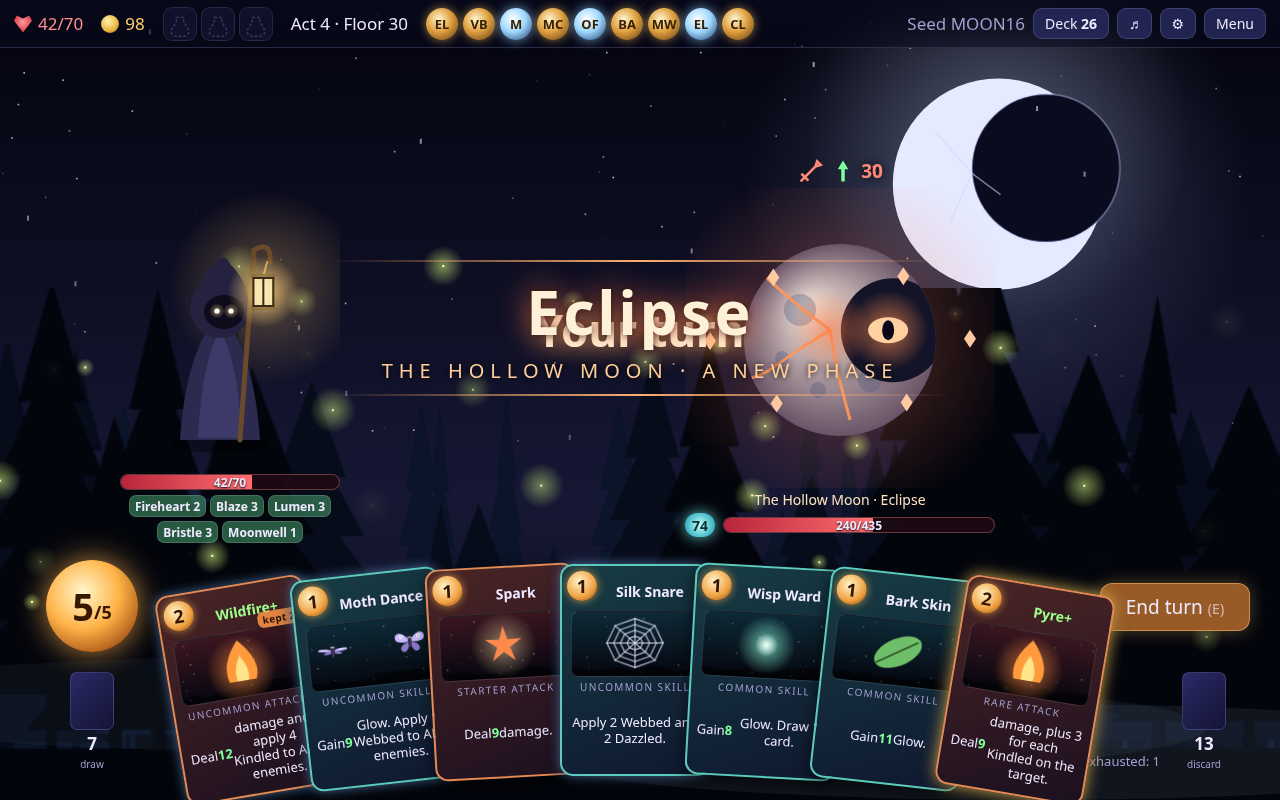 42/70
98
Act 4 · Floor 30
EL VB M MC OF BA MW EL CL
Seed MOON16
Deck 26
Menu
30
Eclipse
Your turn
THE HOLLOW MOON · A NEW PHASE
42/70
Fireheart 2
Blaze 3
Lumen 3
Bristle 3
Moonwell 1
The Hollow Moon · Eclipse
74
240/435
5/5
7
draw
End turn (E)
13
discard
xhausted: 1
2
Wildfire+
kept
UNCOMMON ATTAC
Deal 12 damage and
apply 4
Kindled to A
enemies.
1
Moth Dance
UNCOMMON SKILL
Gain 9 Glow. Apply
Webbed to A
enemies.
1
Spark
STARTER ATTACK
Deal 9 damage.
1
Silk Snare
UNCOMMON SKILL
Apply 2 Webbed an
2 Dazzled.
1
Wisp Ward
COMMON SKILL
Gain 8 Glow. Draw
card.
1
Bark Skin
COMMON SKILL
Gain 11 Glow.
2
Pyre+
RARE ATTACK
Deal 9 damage, plus 3
for each
Kindled on the
target.